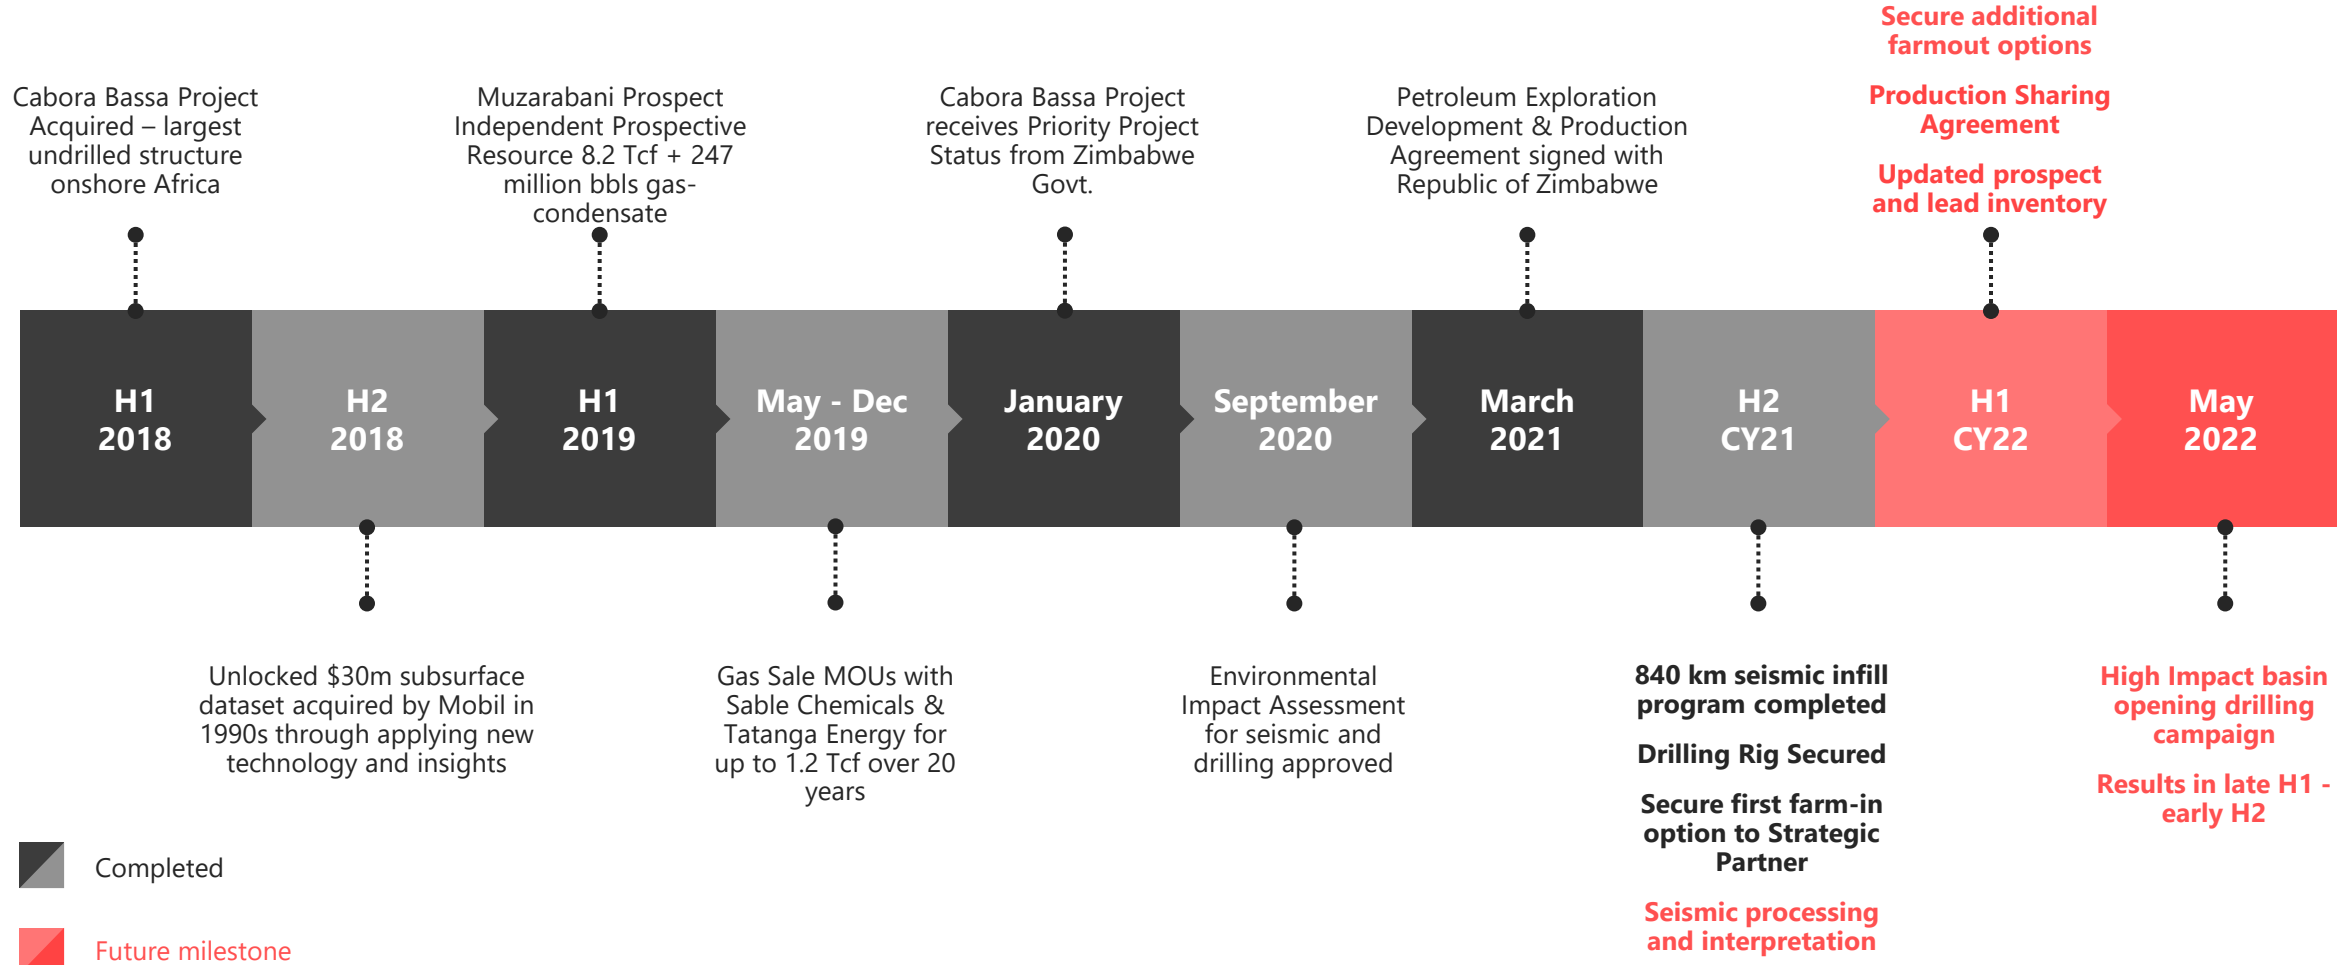 Secure additional
farmout options
Production Sharing
Agreement
Updated prospect
and lead inventory
Cabora Bassa Project
Acquired – largest
undrilled structure
onshore Africa
Muzarabani Prospect
Independent Prospective
Resource 8.2 Tcf + 247
million bbls gas-
condensate
Cabora Bassa Project
receives Priority Project
Status from Zimbabwe
Govt.
Petroleum Exploration
Development & Production
Agreement signed with
Republic of Zimbabwe
H1
2018
H2
2018
H1
2019
May - Dec
2019
January
2020
September
2020
March
2021
H2
CY21
H1
CY22
May
2022
Unlocked $30m subsurface
dataset acquired by Mobil in
1990s through applying new
technology and insights
Gas Sale MOUs with
Sable Chemicals &
Tatanga Energy for
up to 1.2 Tcf over 20
years
Environmental
Impact Assessment
for seismic and
drilling approved
840 km seismic infill
program completed
Drilling Rig Secured
Secure first farm-in
option to Strategic
Partner
Seismic processing
and interpretation
High Impact basin
opening drilling
campaign
Results in late H1 -
early H2
Completed
Future milestone